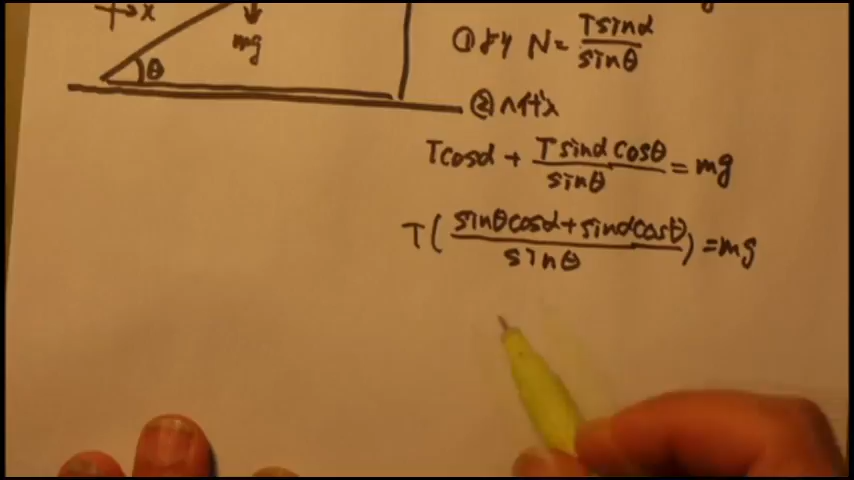 x
mg
θ
①より N = Tsinα/sinθ
②へ代入
Tcosα + Tsinαcosθ/sinθ = mg
T(sinθcosα+sinαcosθ/sinθ) = mg